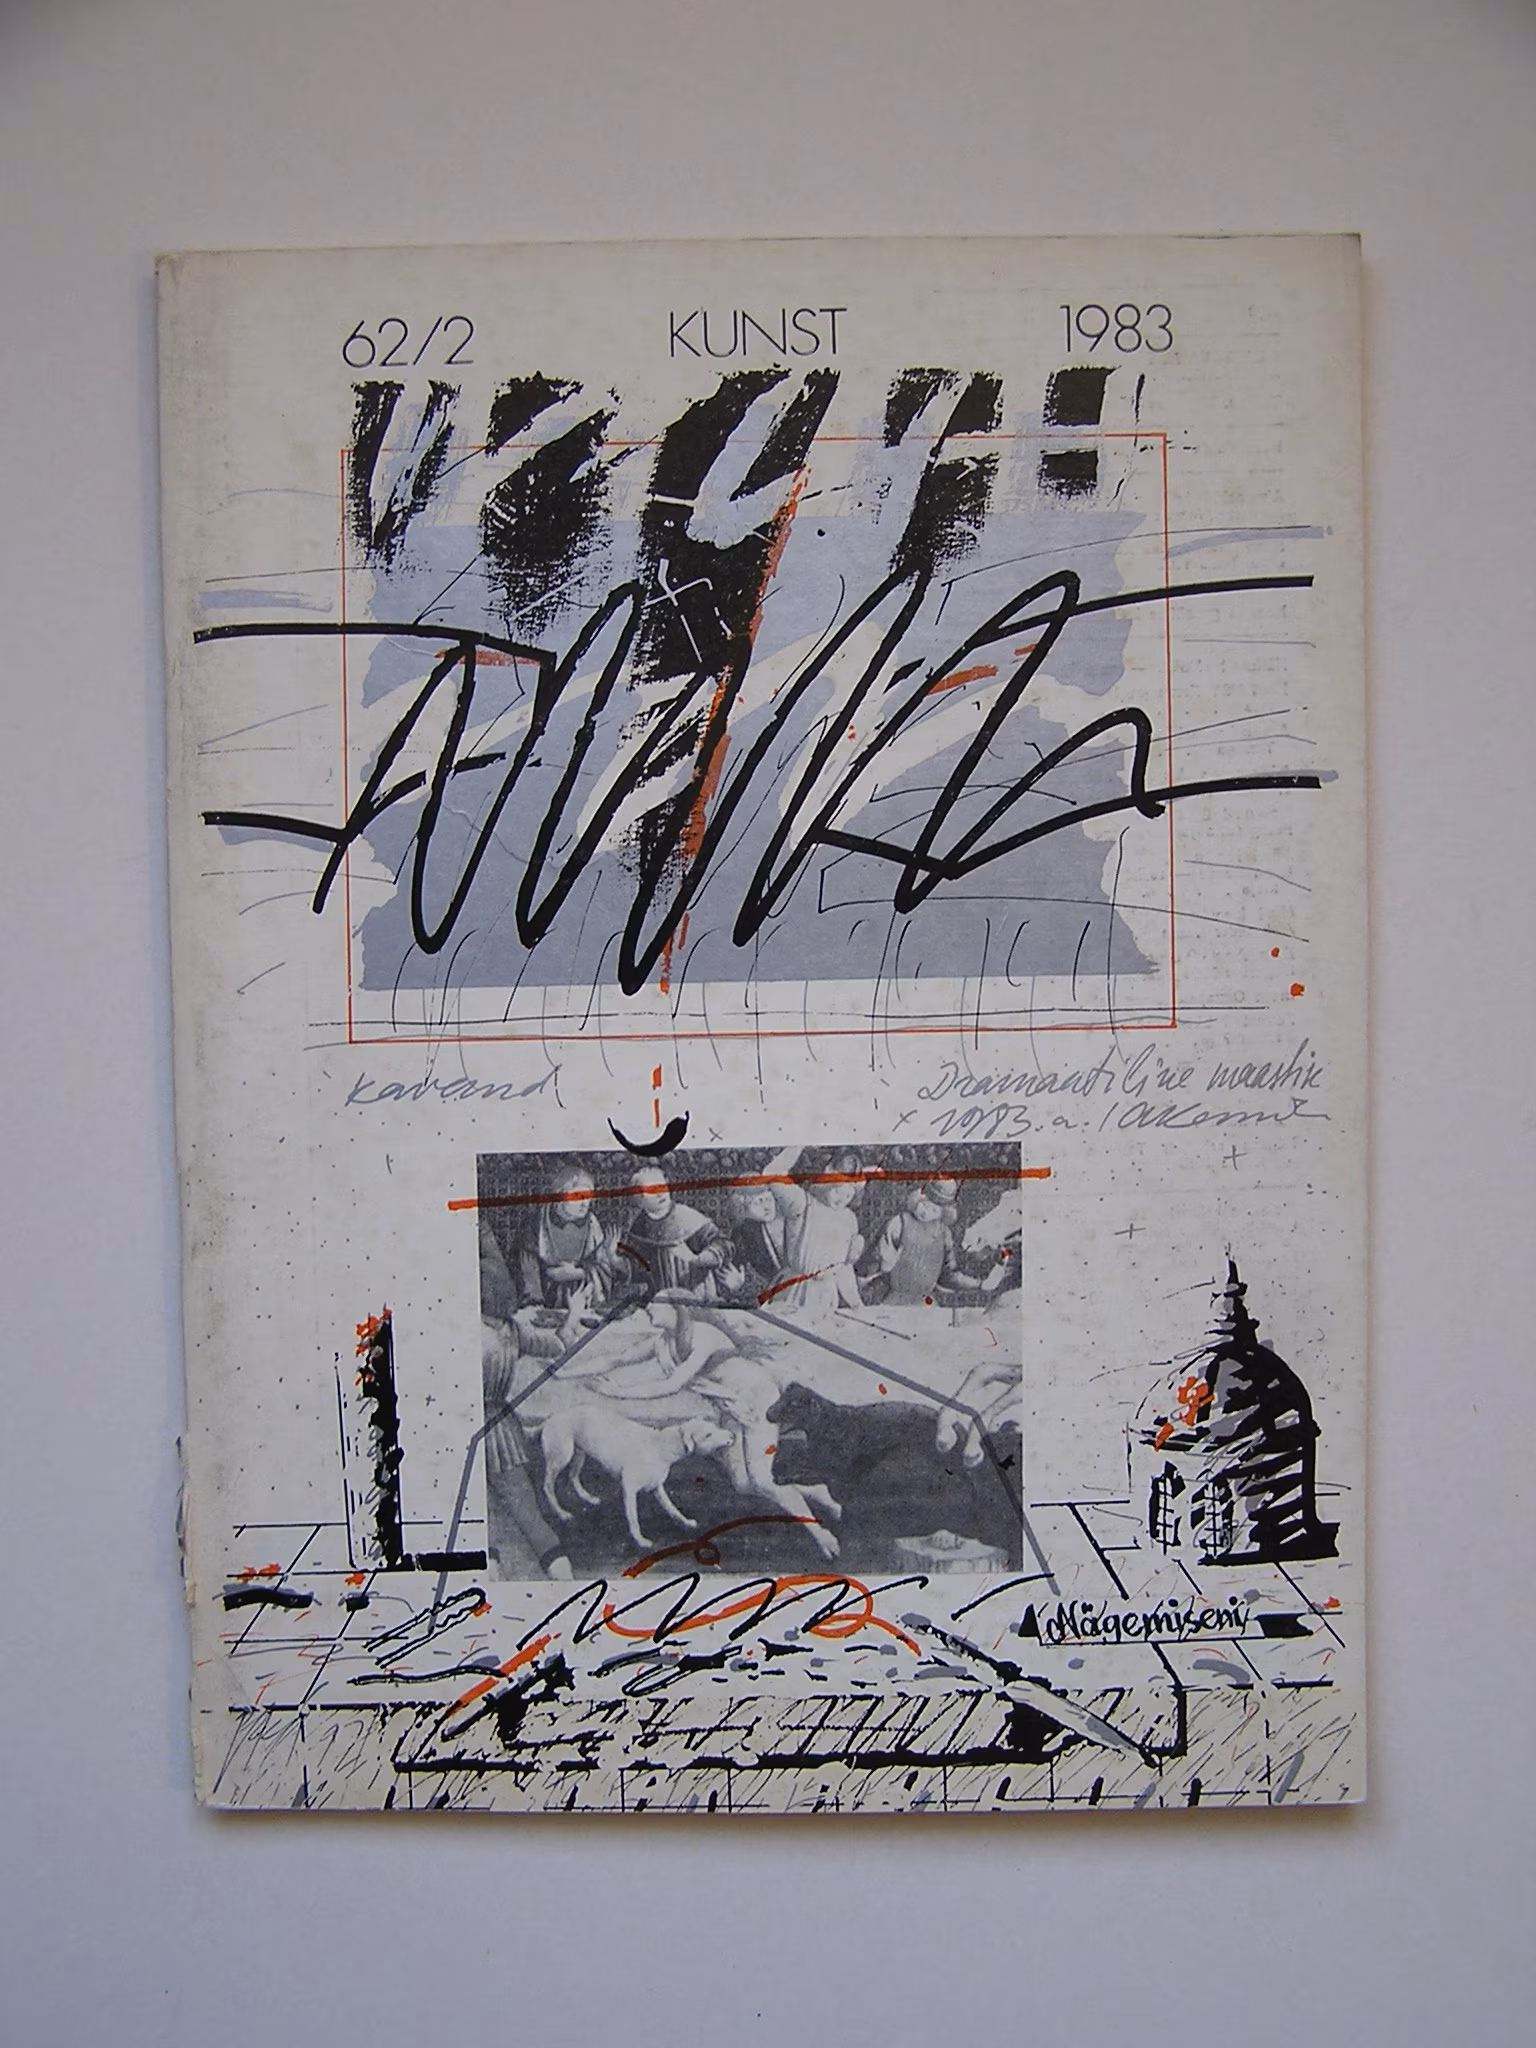 62/2 KUNST 1983
Kavand
Dramaatiline maastik
1983. a.
Nägemiseni